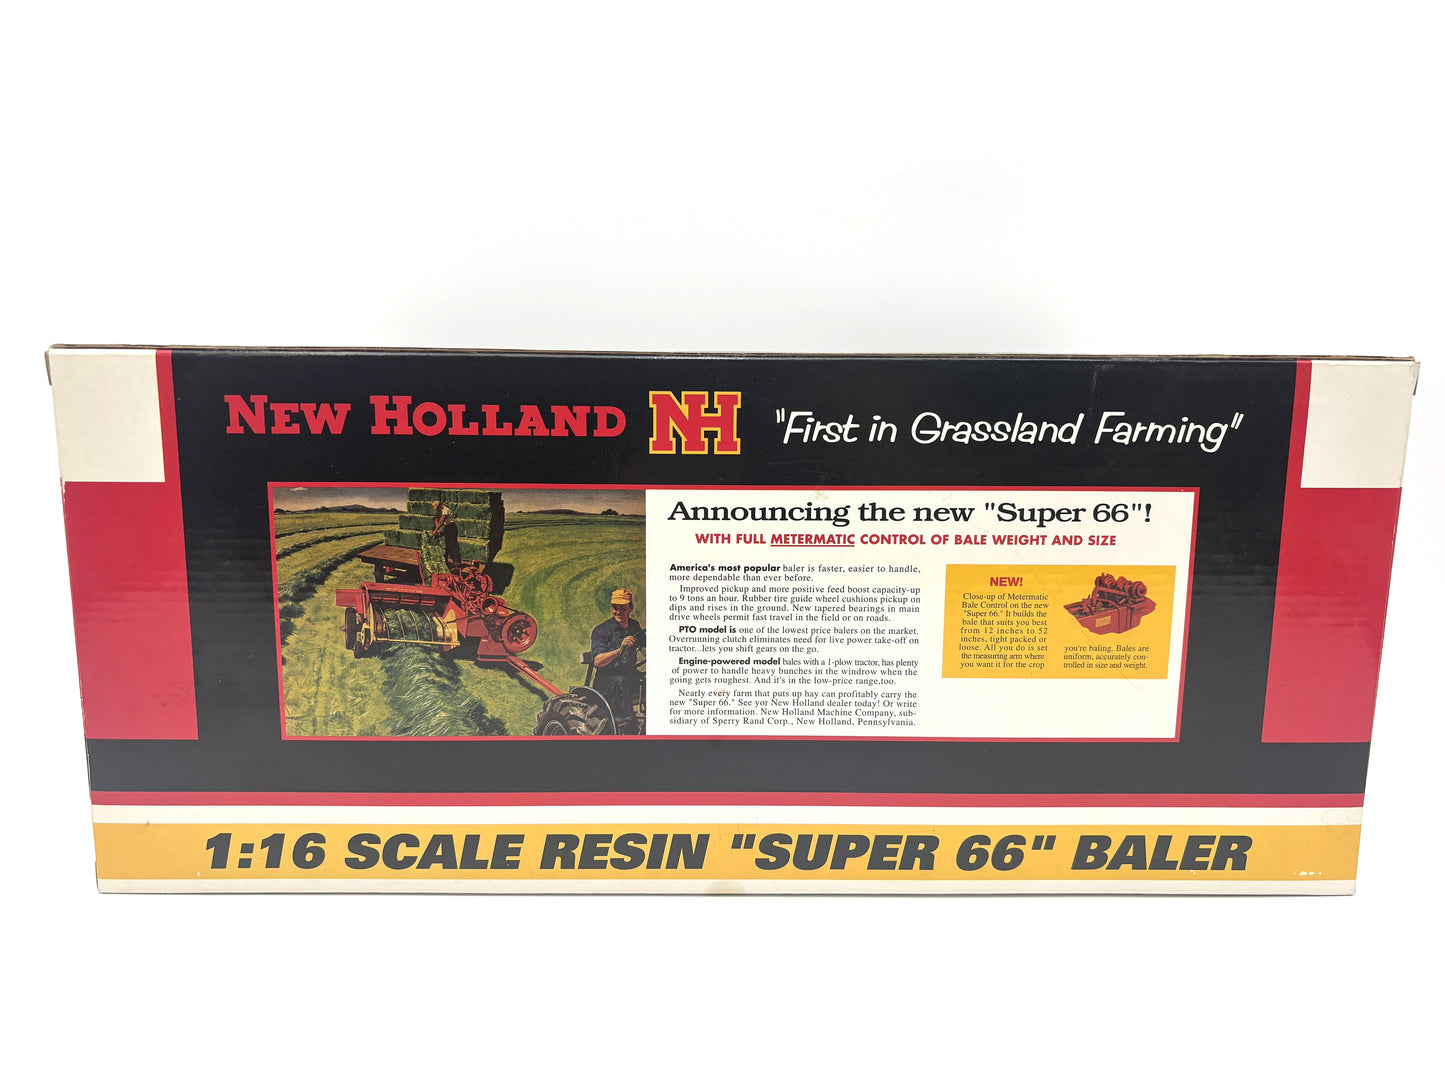 NEW HOLLAND NH "First in Grassland Farming"
Announcing the new "Super 66"!
WITH FULL METERMATIC CONTROL OF BALE WEIGHT AND SIZE
America's most popular baler is faster, easier to handle,
more dependable than ever before.
Improved pickup and more positive feed boost capacity-up
to 9 tons an hour. Rubber tire guide wheel cushions pickup on
dips and rises in the ground. New tapered bearings in main
drive wheels permit fast travel in the field or on roads.
PTO model is one of the lowest price balers on the market.
Overrunning clutch eliminates need for live power take-off on
tractor...lets you shift gears on the go.
Engine-powered model bales with a 1-plow tractor, has plenty
of power to handle heavy bunches in the windrow when the
going gets roughest. And it's in the low-price range,too.
Nearly every farm that puts up hay can profitably carry the
new "Super 66." See yor New Holland dealer today! Or write
for more information. New Holland Machine Company, sub-
sidiary of Sperry Rand Corp., New Holland, Pennsylvania.
NEW!
Close-up of Metermatic
Bale Control on the new
"Super 66." It builds the
bale that suits you best
from 12 inches to 52
inches, tight packed or
loose. All you do is set
the measuring arm where
you want it for the crop
you're baling. Bales are
uniform, accurately con-
trolled in size and weight.
1:16 SCALE RESIN "SUPER 66" BALER